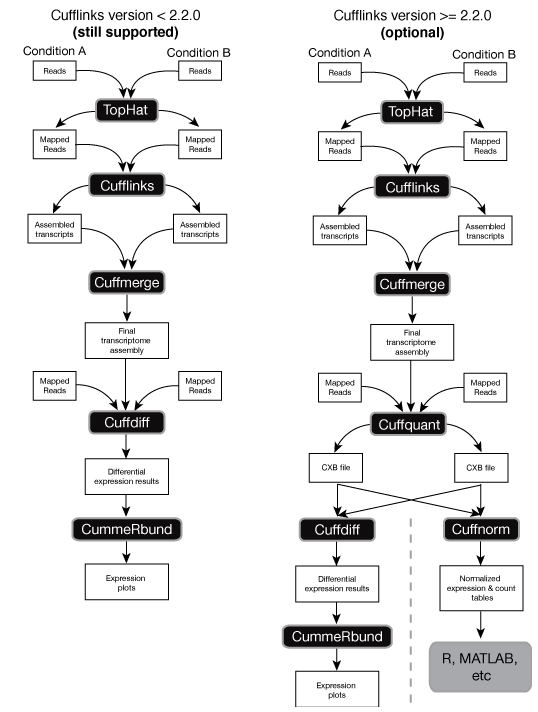 Cufflinks version < 2.2.0
(still supported)
Condition A
Condition B
Reads
Reads
TopHat
Mapped
Reads
Mapped
Reads
Cufflinks
Assembled
transcripts
Assembled
transcripts
Cuffmerge
Final
transcriptome
assembly
Mapped
Reads
Mapped
Reads
Cuffdiff
Differential
expression results
CummeRbund
Expression
plots
Cufflinks version >= 2.2.0
(optional)
Condition A
Condition B
Reads
Reads
TopHat
Mapped
Reads
Mapped
Reads
Cufflinks
Assembled
transcripts
Assembled
transcripts
Cuffmerge
Final
transcriptome
assembly
Mapped
Reads
Mapped
Reads
Cuffquant
CXB file
CXB file
Cuffdiff
Differential
expression results
CummeRbund
Expression
plots
Cuffnorm
Normalized
expression & count
tables
R, MATLAB,
etc